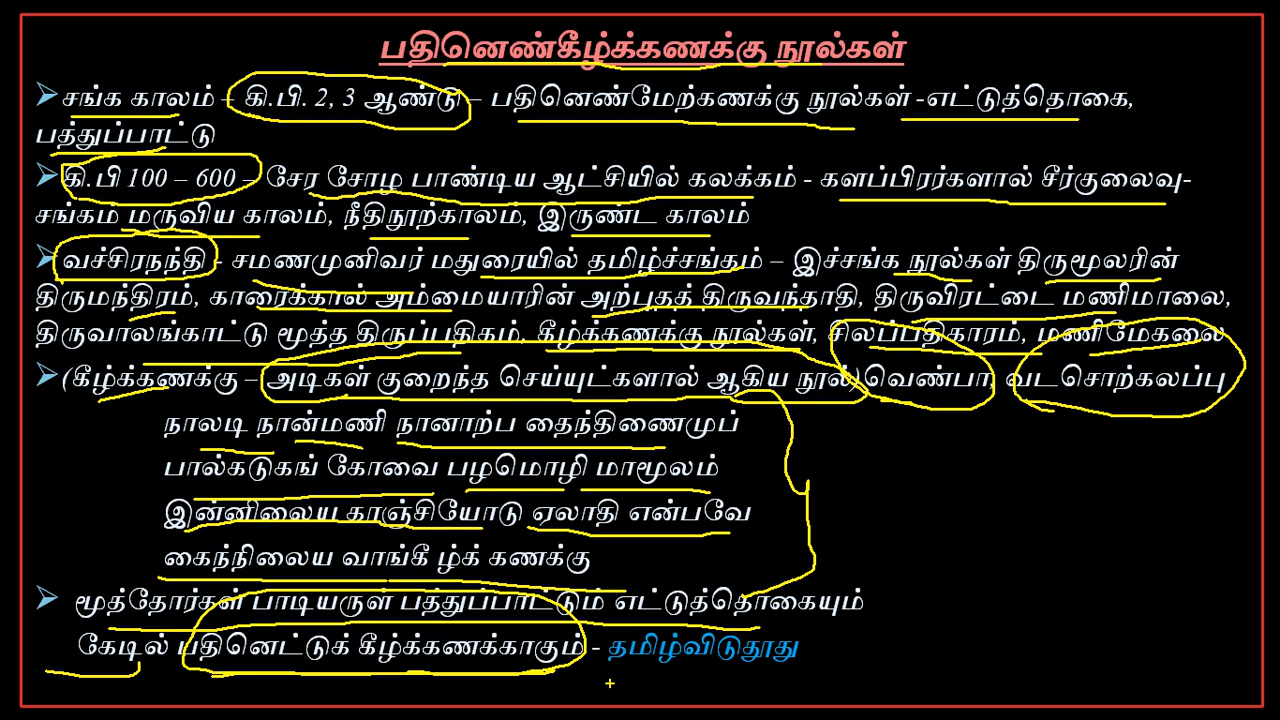 பதினெண்கீழ்க்கணக்கு நூல்கள்
சங்க காலம் – கி.பி. 2, 3 ஆண்டு – பதினெண்மேற்கணக்கு நூல்கள் -எட்டுத்தொகை,
பத்துப்பாட்டு
கி.பி 100 – 600 – சேர சோழ பாண்டிய ஆட்சியில் கலக்கம் - களப்பிரர்களால் சீர்குலைவு-
சங்கம் மருவிய காலம், நீதிநூற்காலம், இருண்ட காலம்
வச்சிரநந்தி - சமணமுனிவர் மதுரையில் தமிழ்ச்சங்கம் – இச்சங்க நூல்கள் திருமூலரின்
திருமந்திரம், காரைக்கால் அம்மையாரின் அற்புதத் திருவந்தாதி, திருவிரட்டை மணிமாலை,
திருவாலங்காட்டு மூத்த திருப்பதிகம், கீழ்க்கணக்கு நூல்கள், சிலப்பதிகாரம், மணிமேகலை
(கீழ்க்கணக்கு – அடிகள் குறைந்த செய்யுட்களால் ஆகிய நூல்)வெண்பா, வடசொற்கலப்பு
நாலடி நான்மணி நானாற்ப தைந்திணைமுப்
பால்கடுகங் கோவை பழமொழி மாமூலம்
இன்னிலைய காஞ்சியோடு ஏலாதி என்பவே
கைந்நிலைய வாங்கீ ழ்க் கணக்கு
மூத்தோர்கள் பாடியருள் பத்துப்பாட்டும் எட்டுத்தொகையும்
கேடில் பதினெட்டுக் கீழ்க்கணக்காகும் - தமிழ்விடுதூது